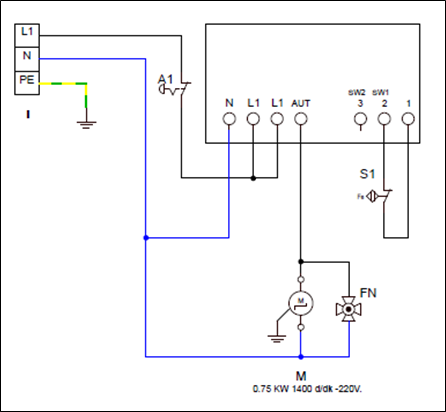 L1
N
PE
I
A1
N L1 L1 AUT
SW2 SW1
3 2 1
S1
Fe
M
FN
M
0.75 KW 1400 d/dk -220V.